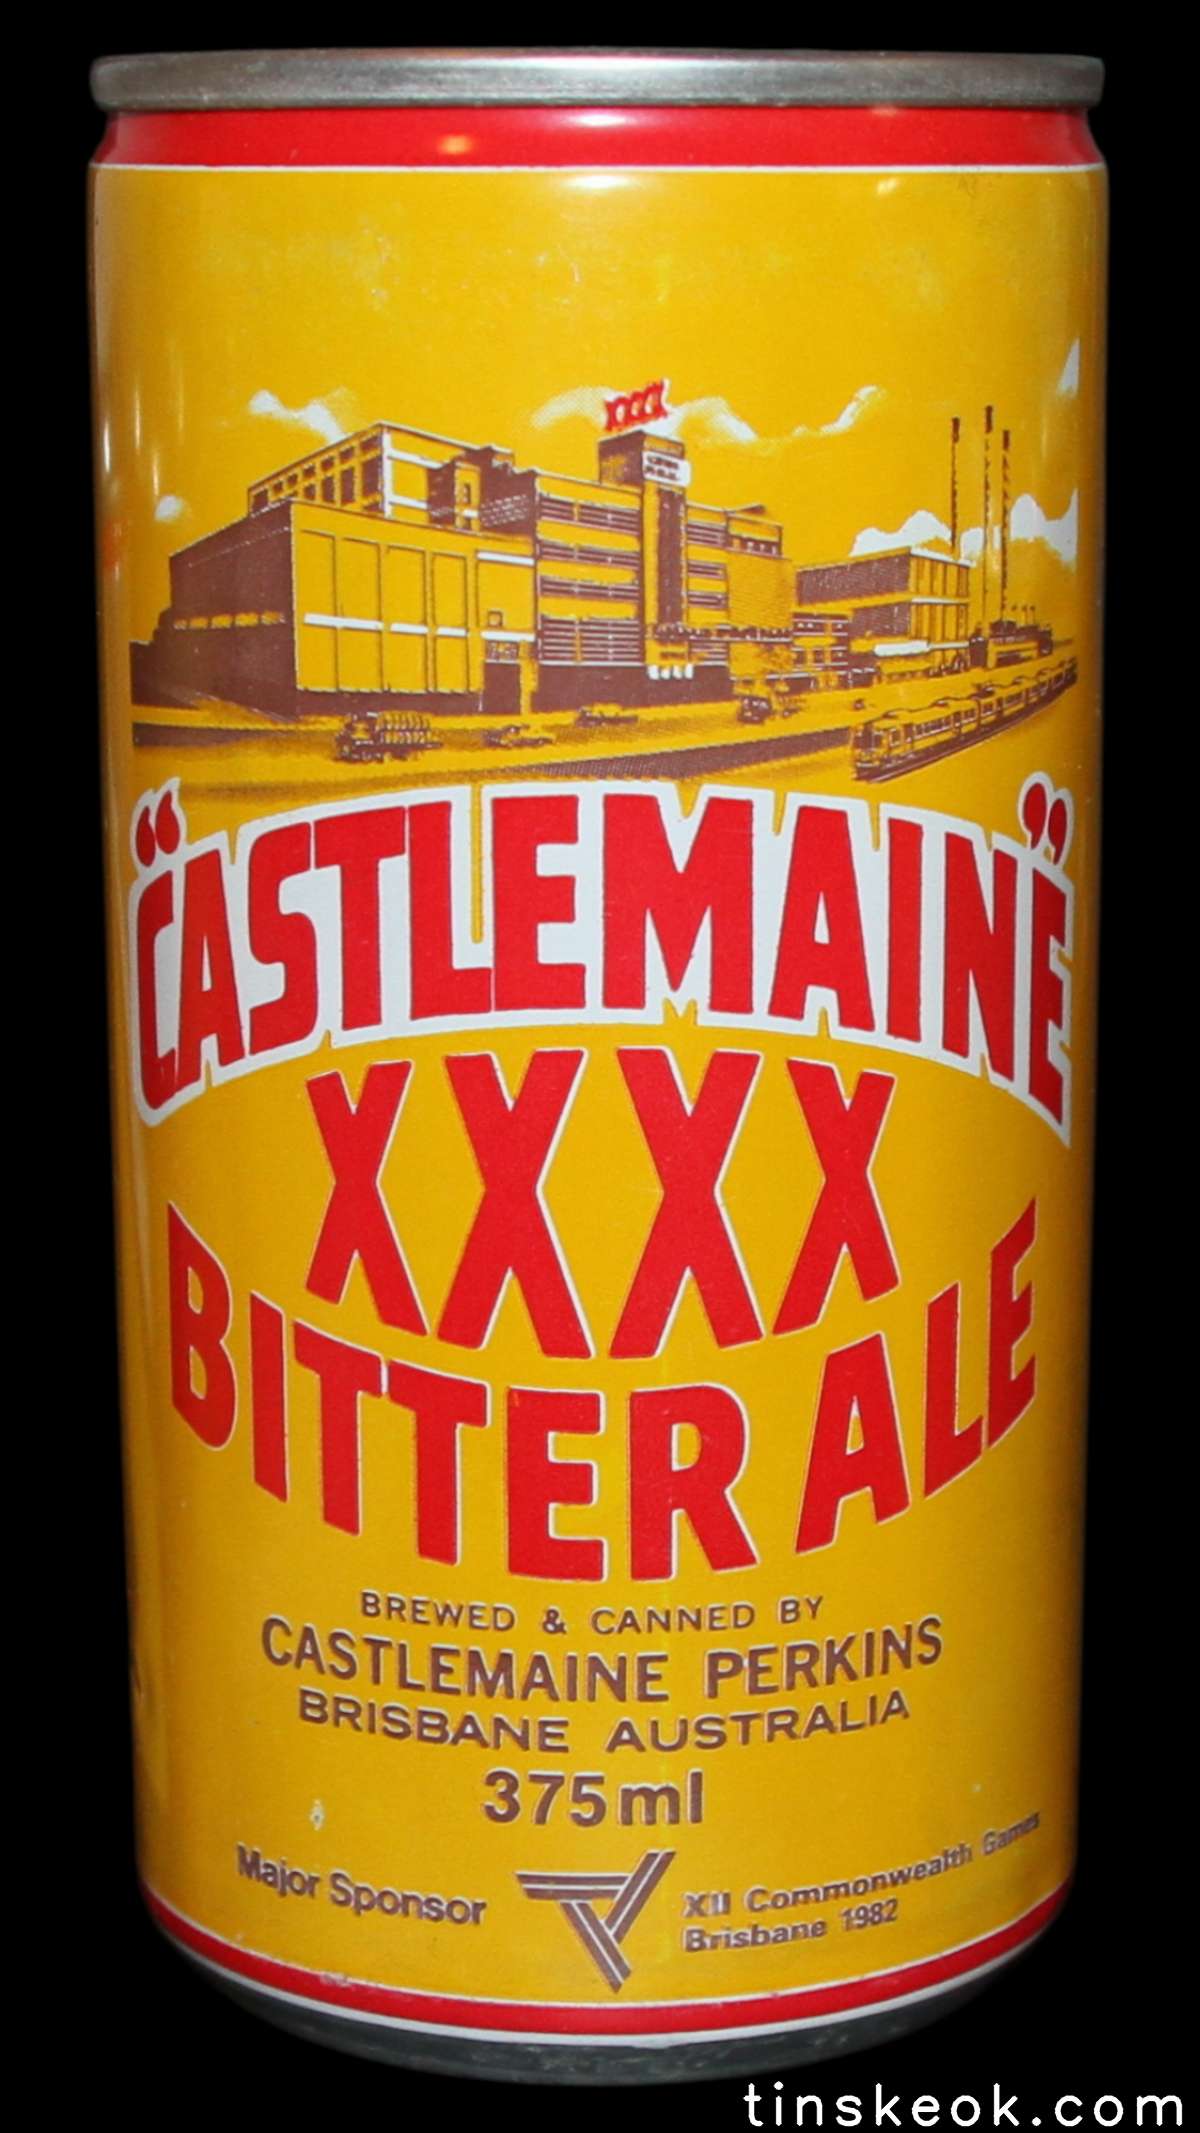 XXXX
“CASTLEMAINE”
XXXX
BITTER ALE
BREWED & CANNED BY
CASTLEMAINE PERKINS
BRISBANE AUSTRALIA
375ml
Major Sponsor
XII Commonwealth Games
Brisbane 1982
tinskeok.com